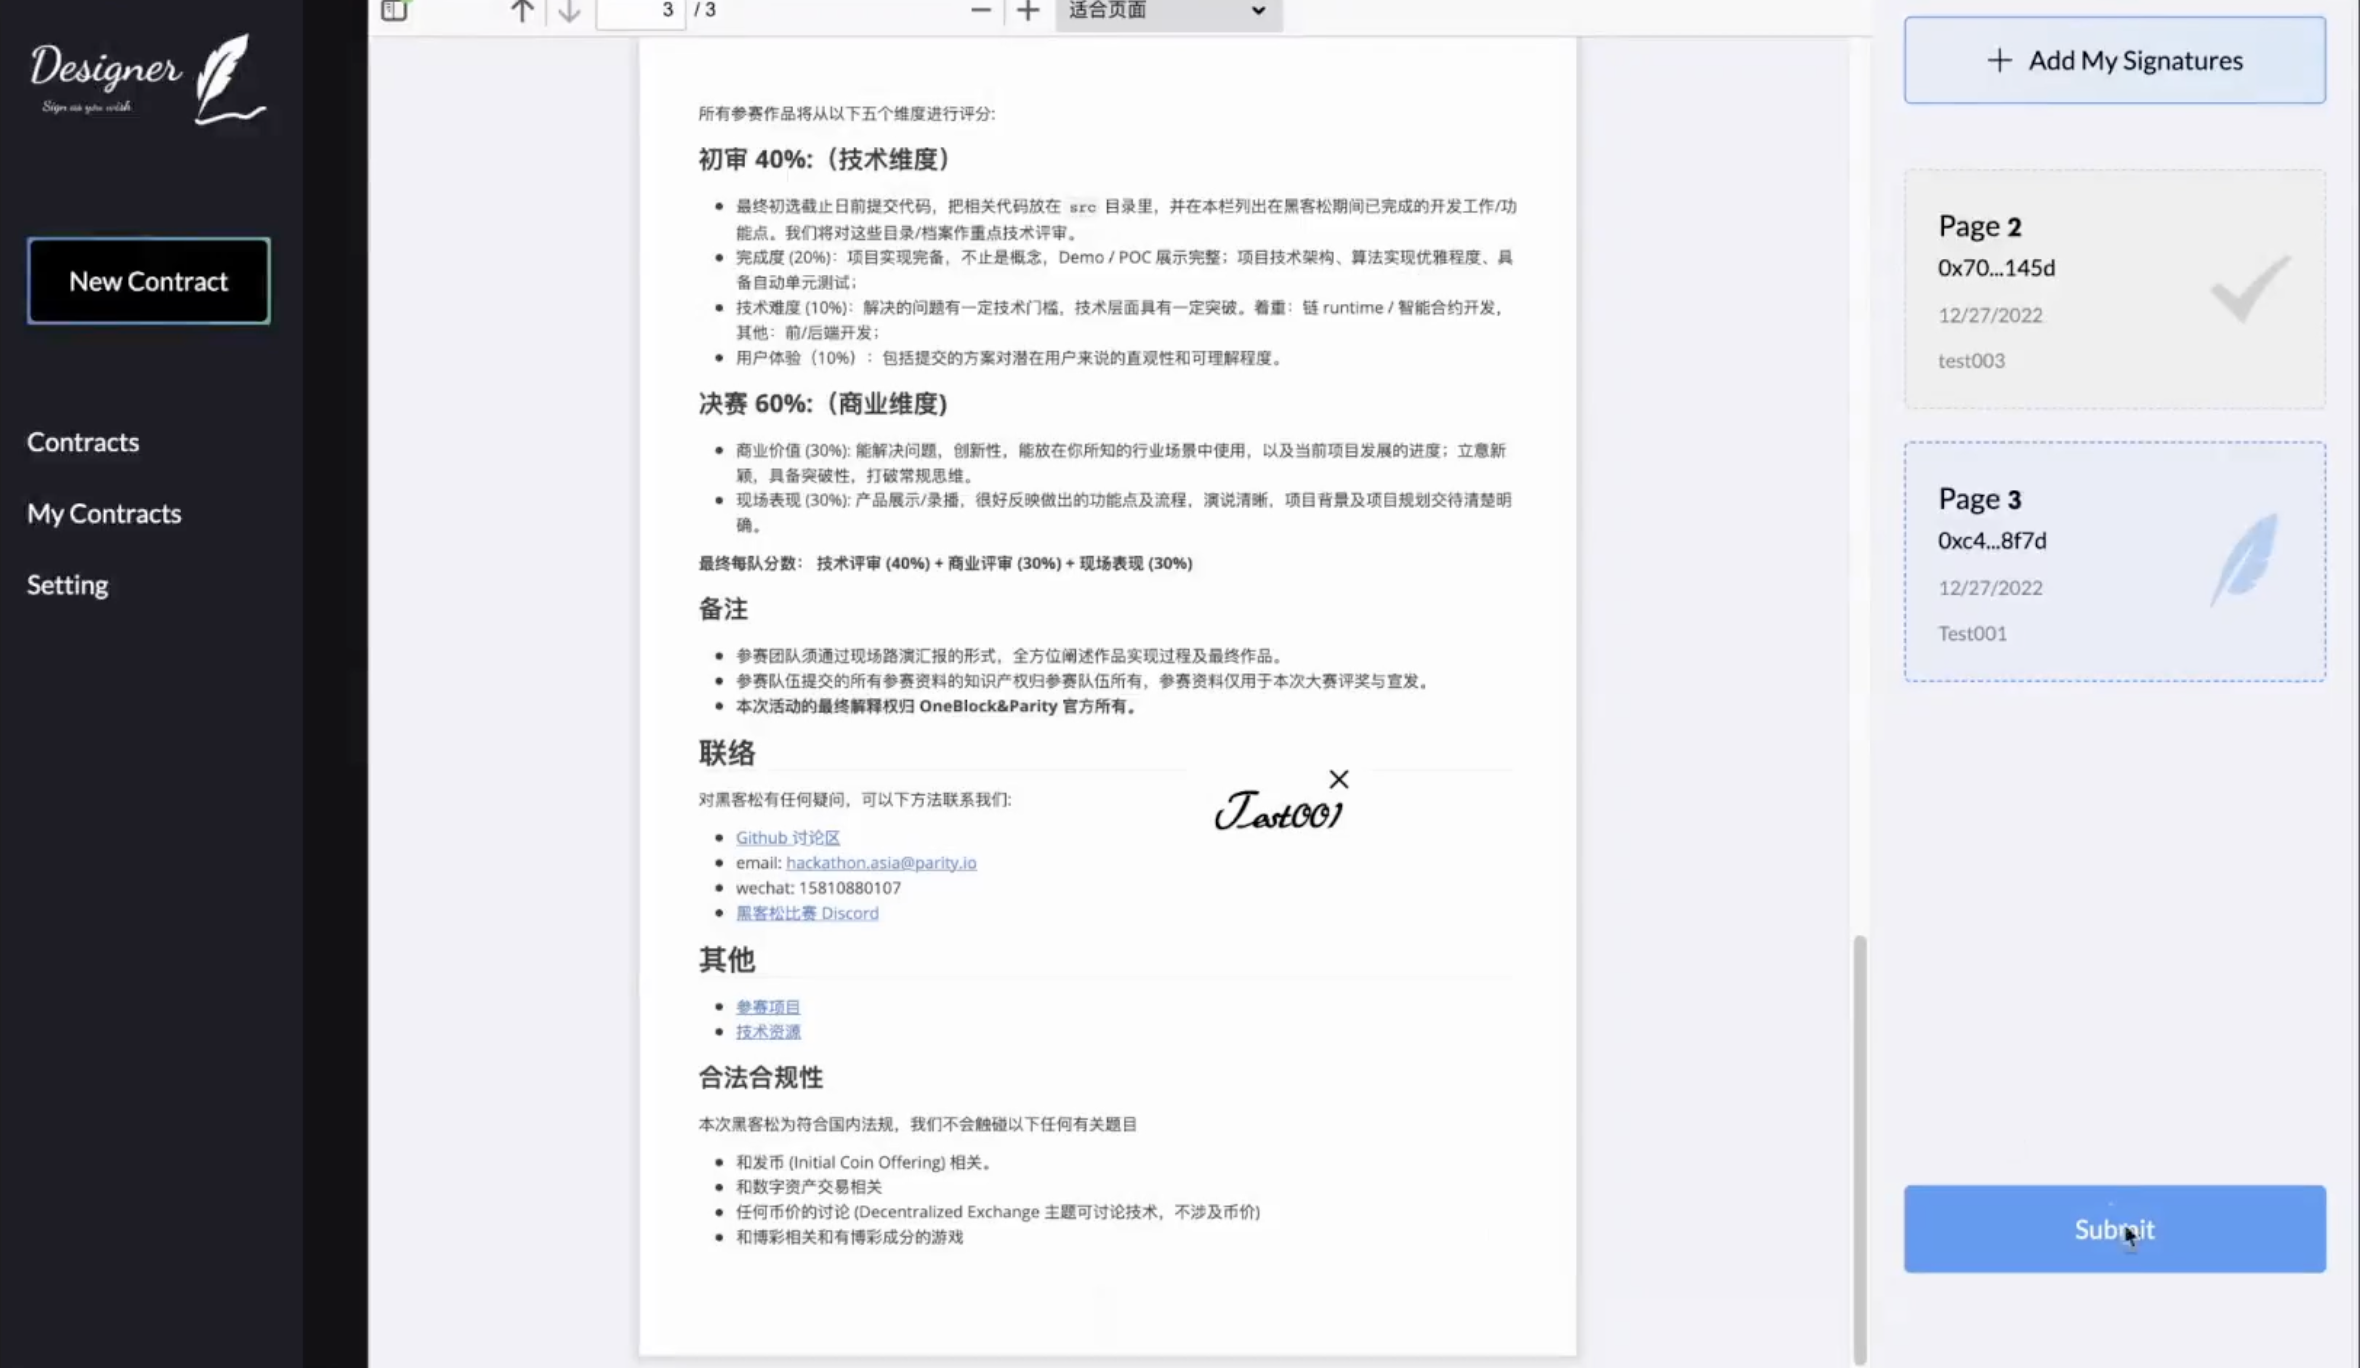 Designer
Sign as you wish
New Contract
Contracts
My Contracts
Setting
3 / 3
适合页面
所有参赛作品将从以下五个维度进行评分:
初审 40%:（技术维度）
最终初选截止日前提交代码，把相关代码放在 src 目录里，并在本栏列出在黑客松期间已完成的开发工作/功
能点。我们将对这些目录/档案作重点技术评审。
完成度 (20%)：项目实现完备，不止是概念，Demo / POC 展示完整；项目技术架构、算法实现优雅程度、具
备自动单元测试；
技术难度 (10%)：解决的问题有一定技术门槛，技术层面具有一定突破。着重：链 runtime / 智能合约开发，
其他：前/后端开发；
用户体验（10%）：包括提交的方案对潜在用户来说的直观性和可理解程度。
决赛 60%:（商业维度)
商业价值 (30%): 能解决问题，创新性，能放在你所知的行业场景中使用，以及当前项目发展的进度；立意新
颖，具备突破性，打破常规思维。
现场表现 (30%): 产品展示/录播，很好反映做出的功能点及流程，演说清晰，项目背景及项目规划交待清楚明
确。
最终每队分数： 技术评审 (40%) + 商业评审 (30%) + 现场表现 (30%)
备注
参赛团队须通过现场路演汇报的形式，全方位阐述作品实现过程及最终作品。
参赛队伍提交的所有参赛资料的知识产权归参赛队伍所有，参赛资料仅用于本次大赛评奖与宣发。
本次活动的最终解释权归 OneBlock&Parity 官方所有。
联络
对黑客松有任何疑问，可以下方法联系我们:
Test001
Github 讨论区
email: hackathon.asia@parity.io
wechat: 15810880107
黑客松比赛 Discord
其他
参赛项目
技术资源
合法合规性
本次黑客松为符合国内法规，我们不会触碰以下任何有关题目
和发币 (Initial Coin Offering) 相关。
和数字资产交易相关
任何币价的讨论 (Decentralized Exchange 主题可讨论技术，不涉及币价)
和博彩相关和有博彩成分的游戏
+ Add My Signatures
Page 2
0x70...145d
12/27/2022
test003
Page 3
0xc4...8f7d
12/27/2022
Test001
Submit